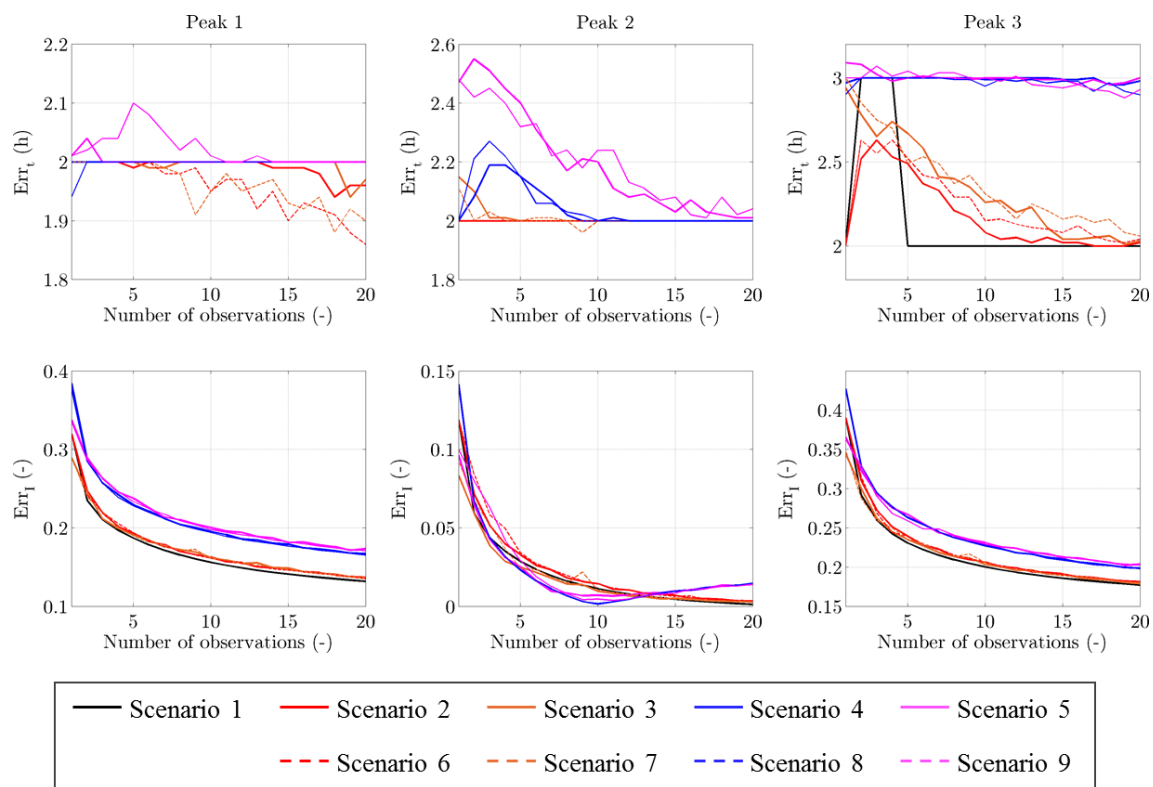 Peak 1
Peak 2
Peak 3
Err_t (h)
2.2
2.1
2
1.9
1.8
5
10
15
20
Number of observations (-)
Err_t (h)
2.6
2.4
2.2
2
1.8
5
10
15
20
Number of observations (-)
Err_t (h)
3
2.5
2
5
10
15
20
Number of observations (-)
Err_I (-)
0.4
0.3
0.2
0.1
5
10
15
20
Number of observations (-)
Err_I (-)
0.15
0.1
0.05
0
5
10
15
20
Number of observations (-)
Err_I (-)
0.4
0.3
0.25
0.2
0.15
5
10
15
20
Number of observations (-)
Scenario 1
Scenario 2
Scenario 3
Scenario 4
Scenario 5
Scenario 6
Scenario 7
Scenario 8
Scenario 9